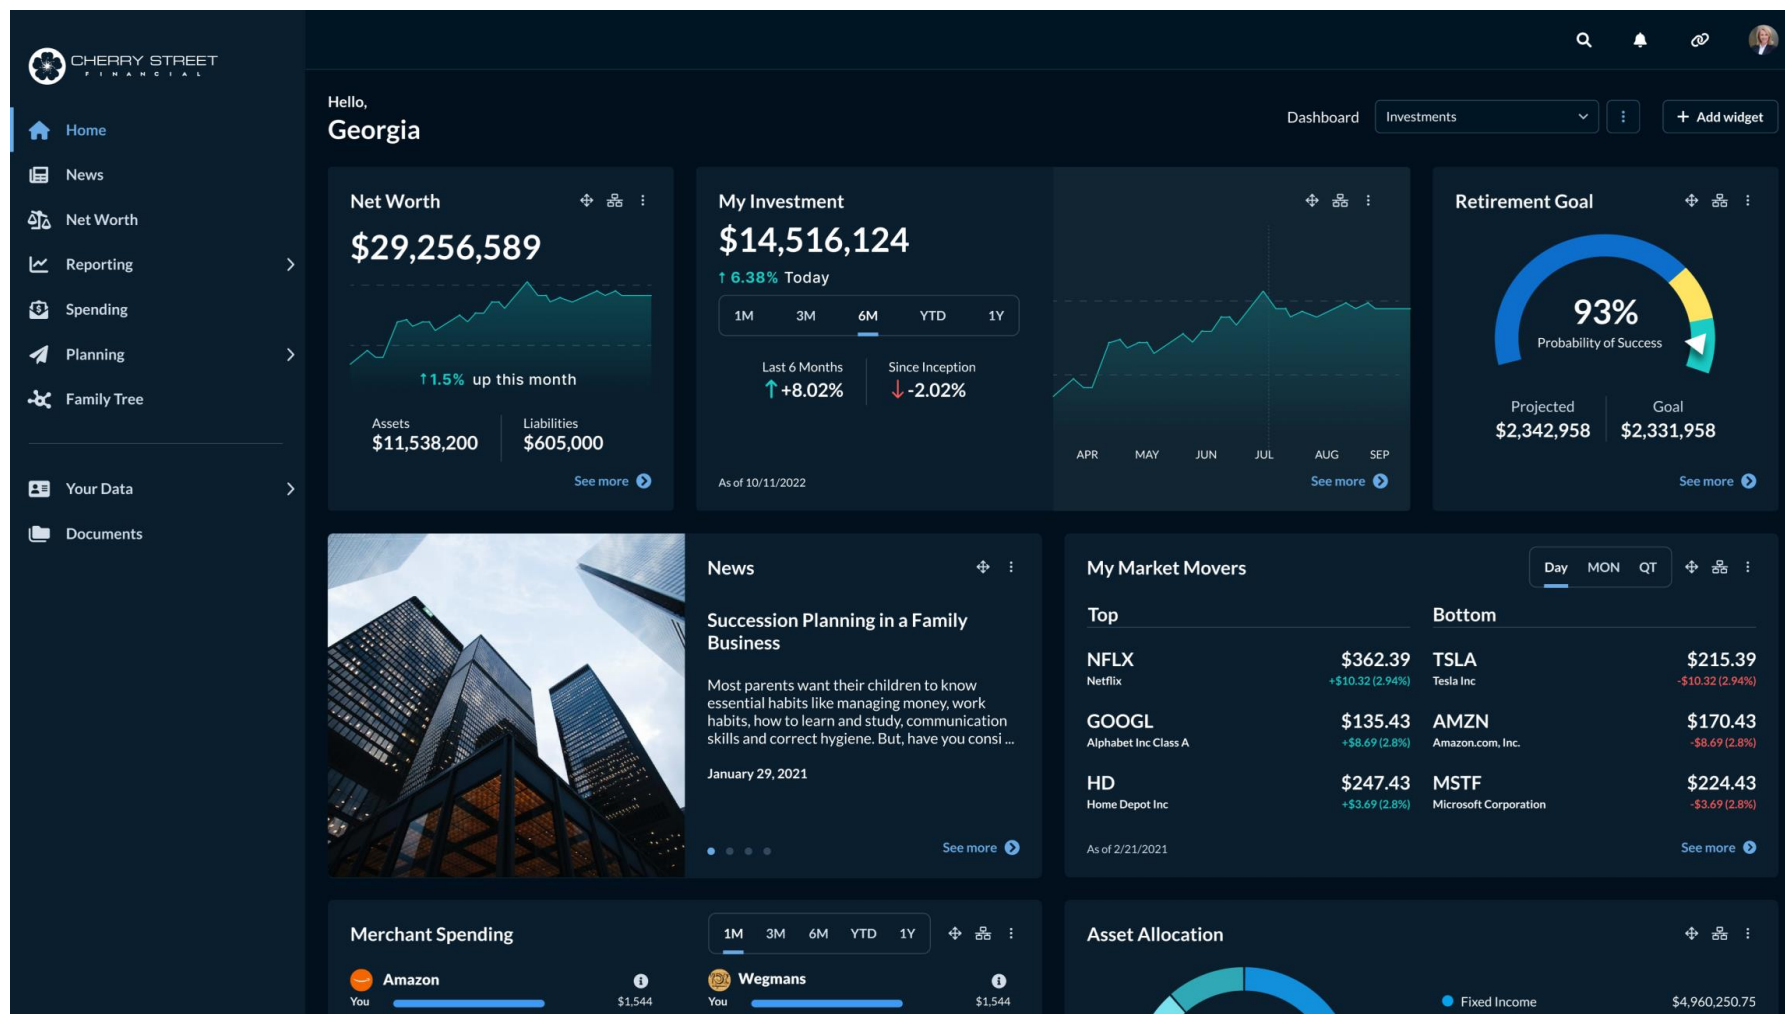 CHERRY STREET
FINANCIAL
Home
News
Net Worth
Reporting
Spending
Planning
Family Tree
Your Data
Documents
Hello,
Georgia
Dashboard
Investments
+ Add widget
Net Worth
$29,256,589
↑1.5% up this month
Assets
$11,538,200
Liabilities
$605,000
See more
My Investment
$14,516,124
↑ 6.38% Today
1M 3M 6M YTD 1Y
Last 6 Months
↑+8.02%
Since Inception
↓-2.02%
As of 10/11/2022
APR MAY JUN JUL AUG SEP
See more
Retirement Goal
93%
Probability of Success
Projected
$2,342,958
Goal
$2,331,958
See more
News
Succession Planning in a Family
Business
Most parents want their children to know
essential habits like managing money, work
habits, how to learn and study, communication
skills and correct hygiene. But, have you consi ...
January 29, 2021
See more
My Market Movers
Day MON QT
Top
NFLX $362.39
Netflix +$10.32 (2.94%)
GOOGL $135.43
Alphabet Inc Class A +$8.69 (2.8%)
HD $247.43
Home Depot Inc +$3.69 (2.8%)
Bottom
TSLA $215.39
Tesla Inc -$10.32 (2.94%)
AMZN $170.43
Amazon.com, Inc. -$8.69 (2.8%)
MSTF $224.43
Microsoft Corporation -$3.69 (2.8%)
As of 2/21/2021
See more
Merchant Spending
1M 3M 6M YTD 1Y
Amazon
You $1,544
Wegmans
You $1,544
Asset Allocation
Fixed Income $4,960,250.75